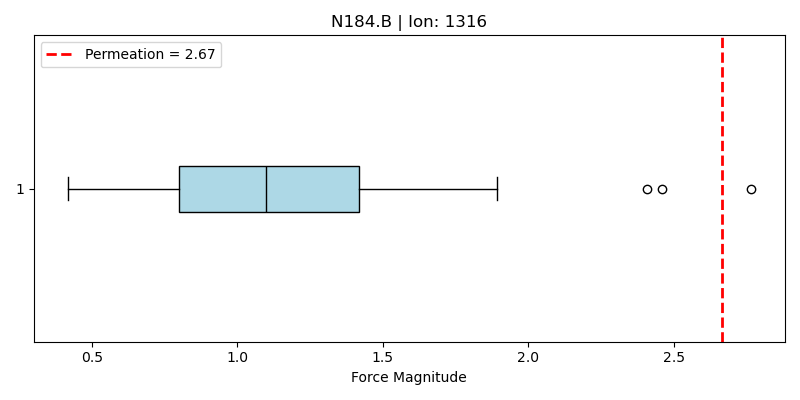 N184.B | Ion: 1316
Permeation = 2.67
1
0.5 1.0 1.5 2.0 2.5
Force Magnitude